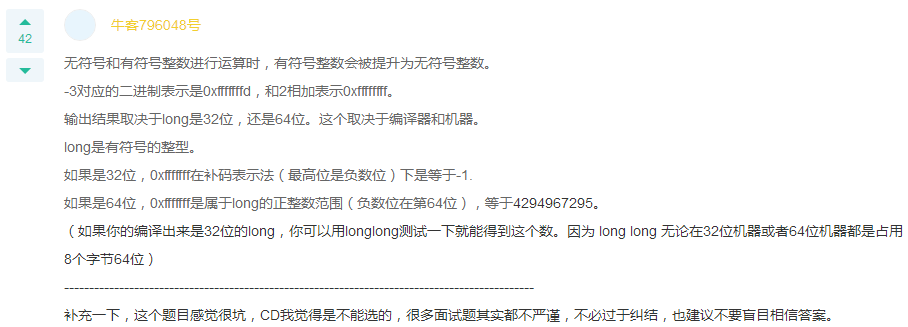 牛客796048号
42
无符号和有符号整数进行运算时，有符号整数会被提升为无符号整数。
-3对应的二进制表示是0xfffffffd，和2相加表示0xffffffff。
输出结果取决于long是32位，还是64位。这个取决于编译器和机器。
long是有符号的整型。
如果是32位，0xffffffff在补码表示法（最高位是负数位）下是等于-1.
如果是64位，0xffffffff是属于long的正整数范围（负数位在第64位），等于4294967295。
（如果你的编译出来是32位的long，你可以用longlong测试一下就能得到这个数。因为 long long 无论在32位机器或者64位机器都是占用
8个字节64位）
----------------------------------------------------------------------------------------------
补充一下，这个题目感觉很坑，CD我觉得是不能选的，很多面试题其实都不严谨，不必过于纠结，也建议不要盲目相信答案。